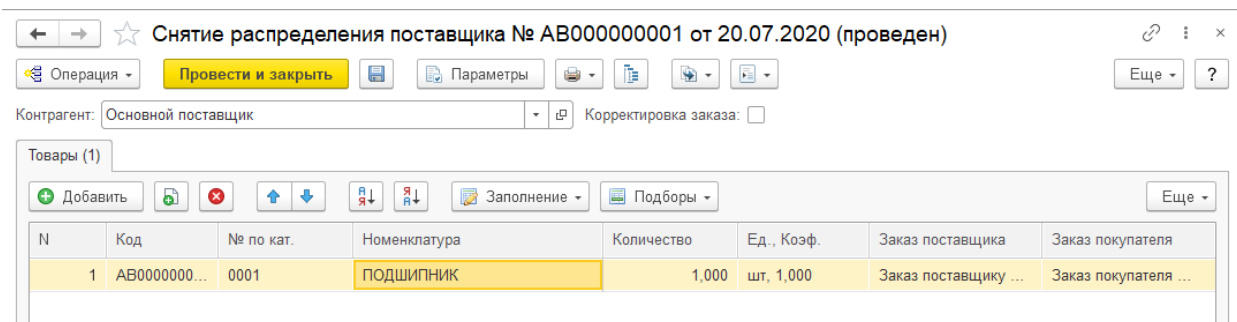 Снятие распределения поставщика № АВ000000001 от 20.07.2020 (проведен)
Операция Провести и закрыть Параметры Еще ?
Контрагент: Основной поставщик Корректировка заказа:
Товары (1)
Добавить Заполнение Подборы Еще
N Код № по кат. Номенклатура Количество Ед., Коэф. Заказ поставщика Заказ покупателя
1 АВ0000000... 0001 ПОДШИПНИК 1,000 шт, 1,000 Заказ поставщику ... Заказ покупателя ...